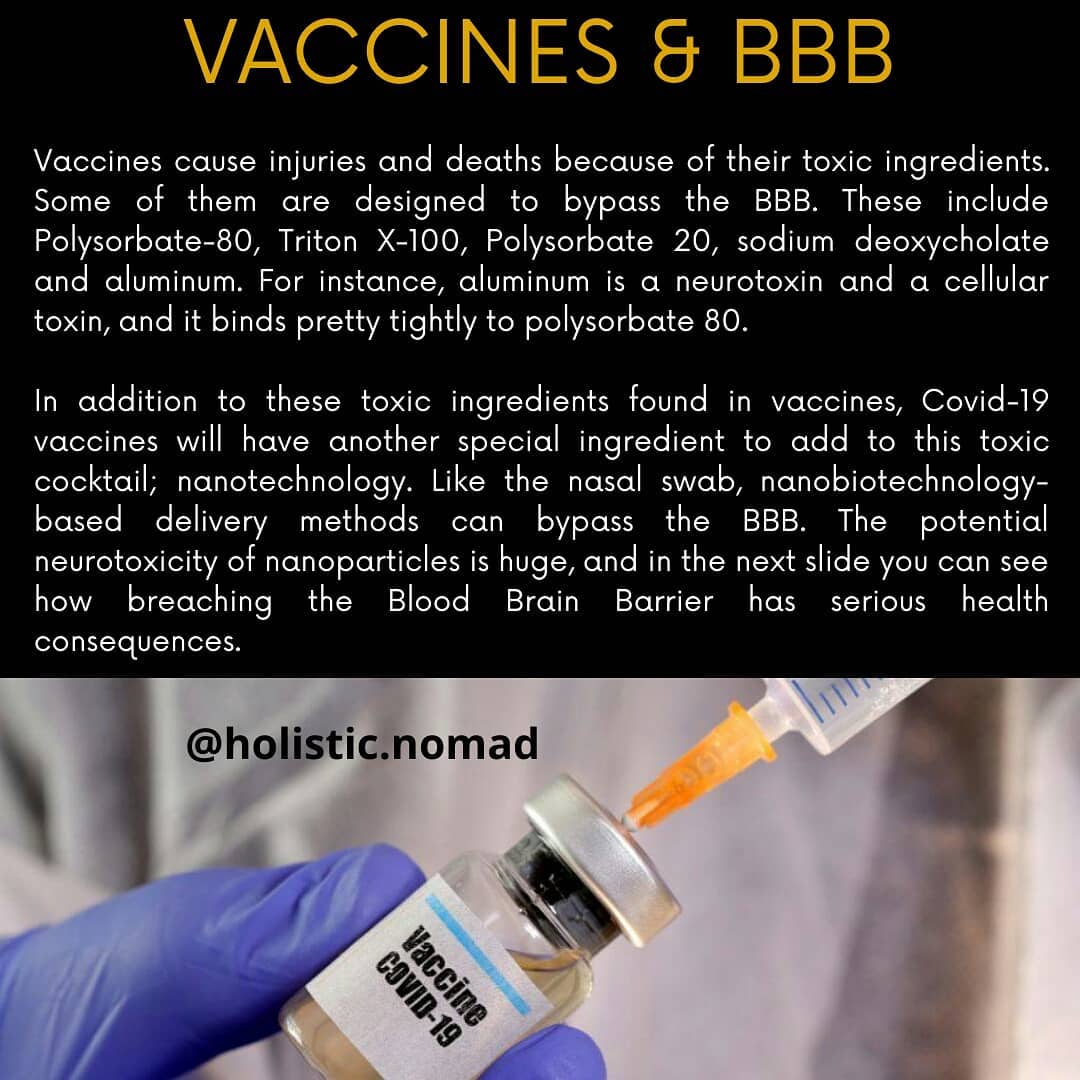 VACCINES & BBB
Vaccines cause injuries and deaths because of their toxic ingredients.
Some of them are designed to bypass the BBB. These include
Polysorbate-80, Triton X-100, Polysorbate 20, sodium deoxycholate
and aluminum. For instance, aluminum is a neurotoxin and a cellular
toxin, and it binds pretty tightly to polysorbate 80.
In addition to these toxic ingredients found in vaccines, Covid-19
vaccines will have another special ingredient to add to this toxic
cocktail; nanotechnology. Like the nasal swab, nanobiotechnology-
based delivery methods can bypass the BBB. The potential
neurotoxicity of nanoparticles is huge, and in the next slide you can see
how breaching the Blood Brain Barrier has serious health
consequences.
@holistic.nomad
Vaccine
COVID-19